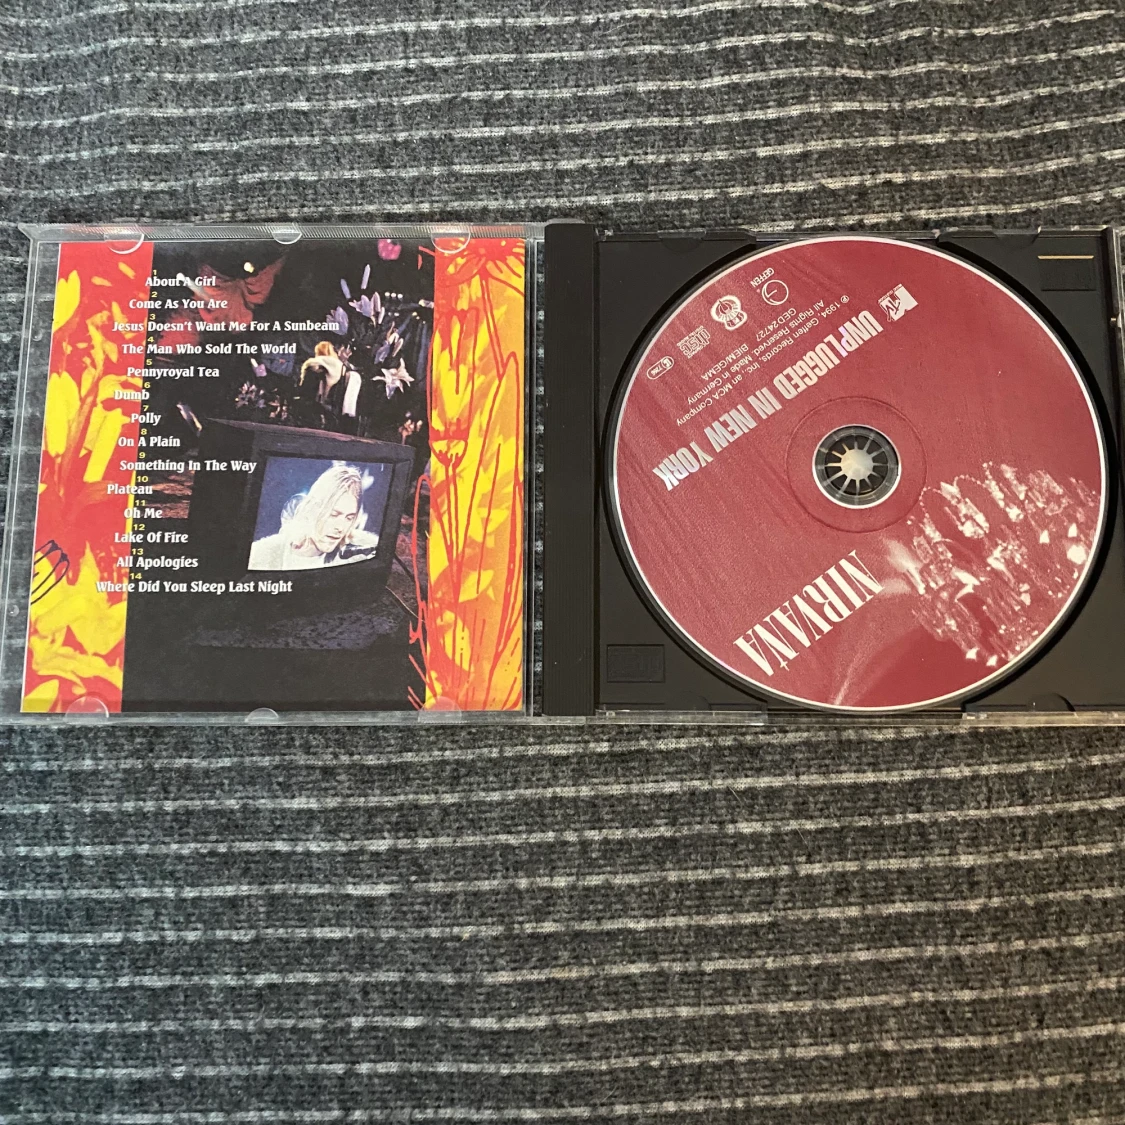 1
About A Girl
2
Come As You Are
3
Jesus Doesn't Want Me For A Sunbeam
4
The Man Who Sold The World
5
Pennyroyal Tea
6
Dumb
7
Polly
8
On A Plain
9
Something In The Way
10
Plateau
11
Oh Me
12
Lake Of Fire
13
All Apologies
14
Where Did You Sleep Last Night
NIRVANA
UNPLUGGED IN NEW YORK
GEFFEN
℗ 1994 Geffen Records, Inc., an MCA Company
All Rights Reserved. Made in Germany.
GED 24727
BIEM/GEMA